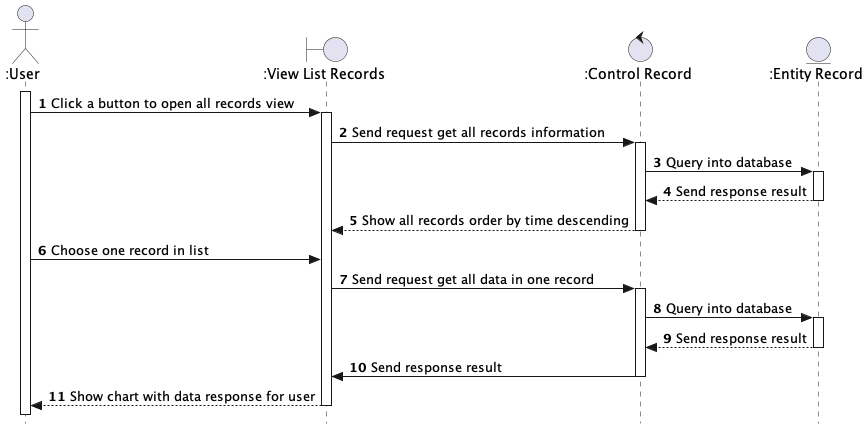 :User
:View List Records
:Control Record
:Entity Record
1 Click a button to open all records view
2 Send request get all records information
3 Query into database
4 Send response result
5 Show all records order by time descending
6 Choose one record in list
7 Send request get all data in one record
8 Query into database
9 Send response result
10 Send response result
11 Show chart with data response for user